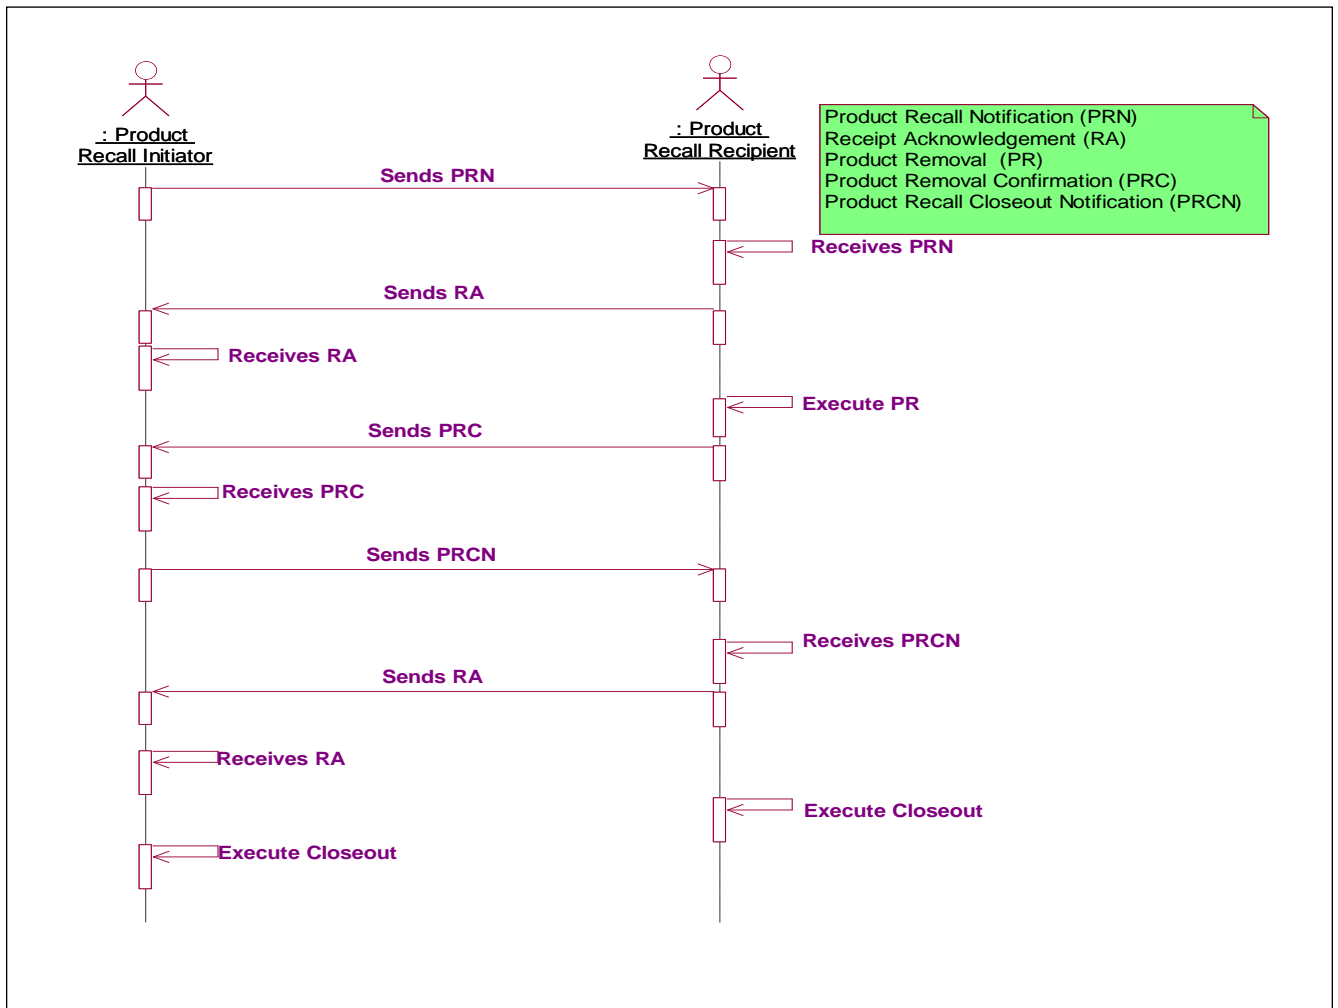 : Product
Recall Initiator
: Product
Recall Recipient
Product Recall Notification (PRN)
Receipt Acknowledgement (RA)
Product Removal  (PR)
Product Removal Confirmation (PRC)
Product Recall Closeout Notification (PRCN)
Sends PRN
Receives PRN
Sends RA
Receives RA
Execute PR
Sends PRC
Receives PRC
Sends PRCN
Receives PRCN
Sends RA
Receives RA
Execute Closeout
Execute Closeout